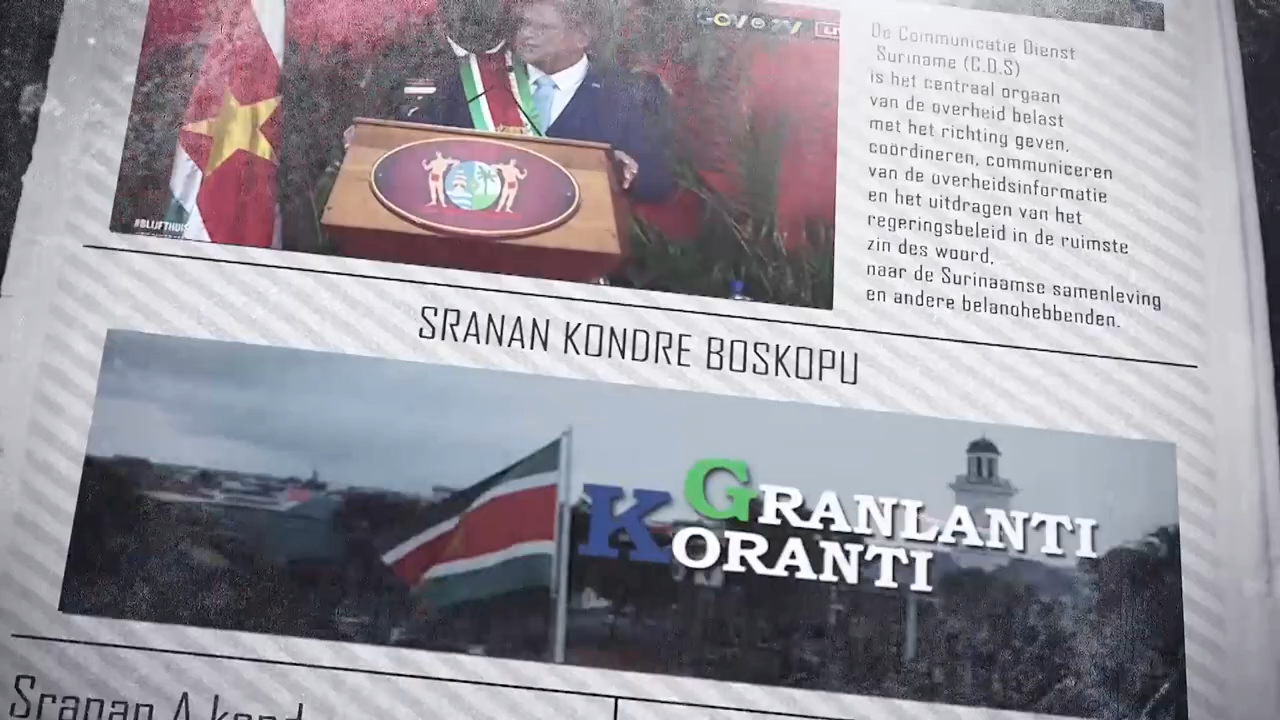 GOV TV
De Communicatie Dienst
Suriname (C.D.S)
is het centraal orgaan
van de overheid belast
met het richting geven,
coördineren, communiceren
van de overheidsinformatie
en het uitdragen van het
regeringsbeleid in de ruimste
zin des woord,
naar de Surinaamse samenleving
en andere belanghebbenden.
SRANAN KONDRE BOSKOPU
GRANLANTI
KORANTI